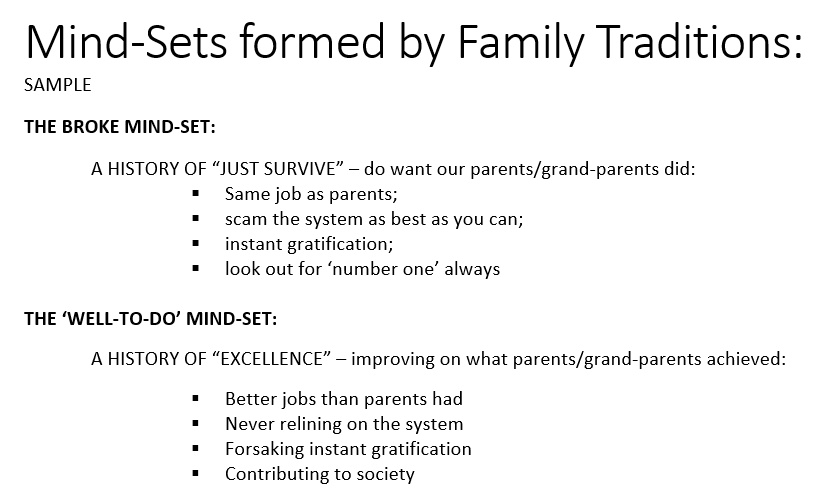 Mind-Sets formed by Family Traditions:
SAMPLE
THE BROKE MIND-SET:
A HISTORY OF “JUST SURVIVE” – do want our parents/grand-parents did:
▪ Same job as parents;
▪ scam the system as best as you can;
▪ instant gratification;
▪ look out for ‘number one’ always
THE ‘WELL-TO-DO’ MIND-SET:
A HISTORY OF “EXCELLENCE” – improving on what parents/grand-parents achieved:
▪ Better jobs than parents had
▪ Never relining on the system
▪ Forsaking instant gratification
▪ Contributing to society